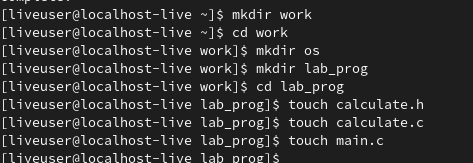 [liveuser@localhost-live ~]$ mkdir work
[liveuser@localhost-live ~]$ cd work
[liveuser@localhost-live work]$ mkdir os
[liveuser@localhost-live work]$ mkdir lab_prog
[liveuser@localhost-live work]$ cd lab_prog
[liveuser@localhost-live lab_prog]$ touch calculate.h
[liveuser@localhost-live lab_prog]$ touch calculate.c
[liveuser@localhost-live lab_prog]$ touch main.c
[liveuser@localhost-live lab_prog]$